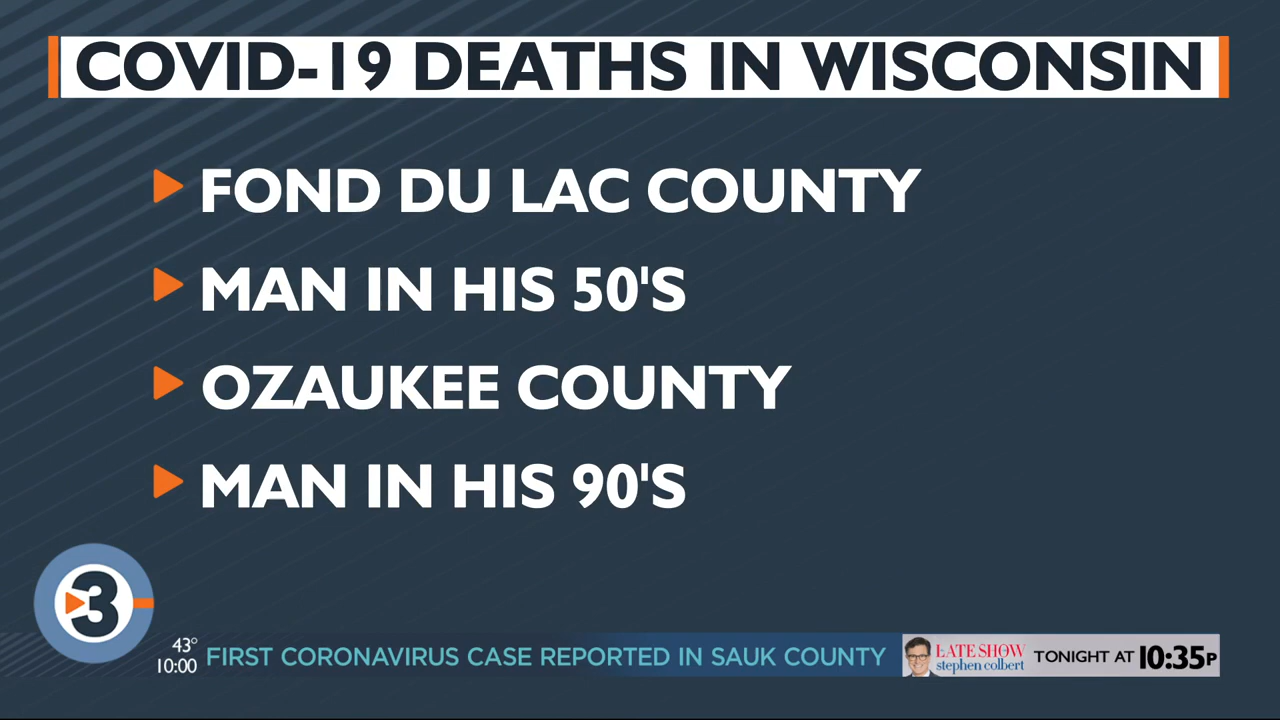 COVID-19 DEATHS IN WISCONSIN
FOND DU LAC COUNTY
MAN IN HIS 50'S
OZAUKEE COUNTY
MAN IN HIS 90'S
3
43°
10:00
FIRST CORONAVIRUS CASE REPORTED IN SAUK COUNTY
LATE SHOW
stephen colbert
TONIGHT AT 10:35P